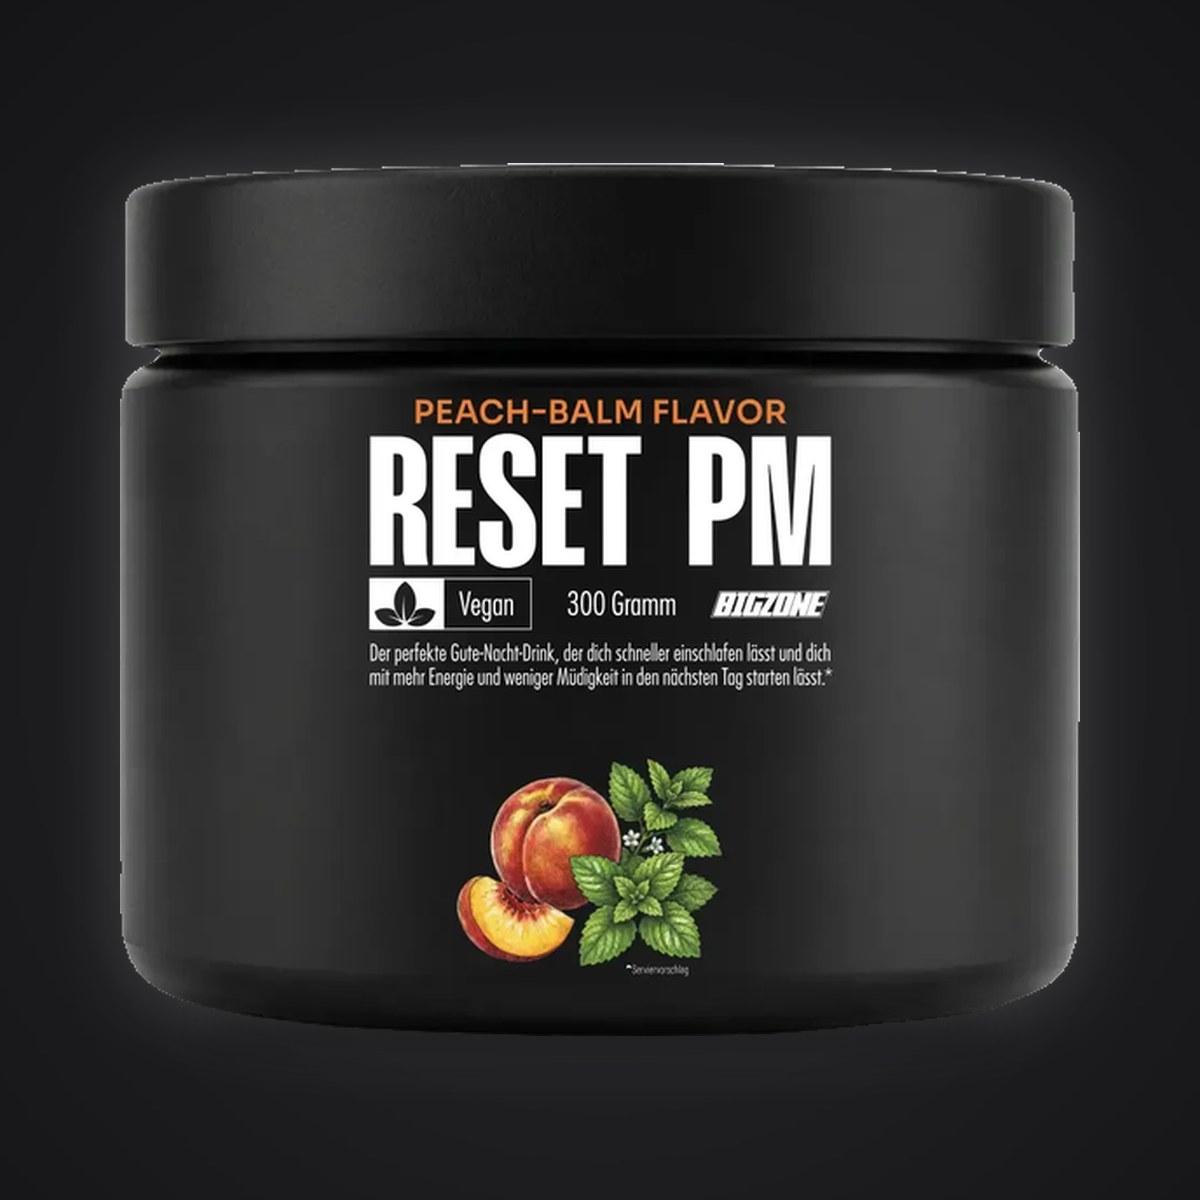 PEACH-BALM FLAVOR
RESET PM
Vegan 300 Gramm BIGZONE
Der perfekte Gute-Nacht-Drink, der dich schneller einschlafen lässt und dich
mit mehr Energie und weniger Müdigkeit in den nächsten Tag starten lässt.*
*Serviervorschlag